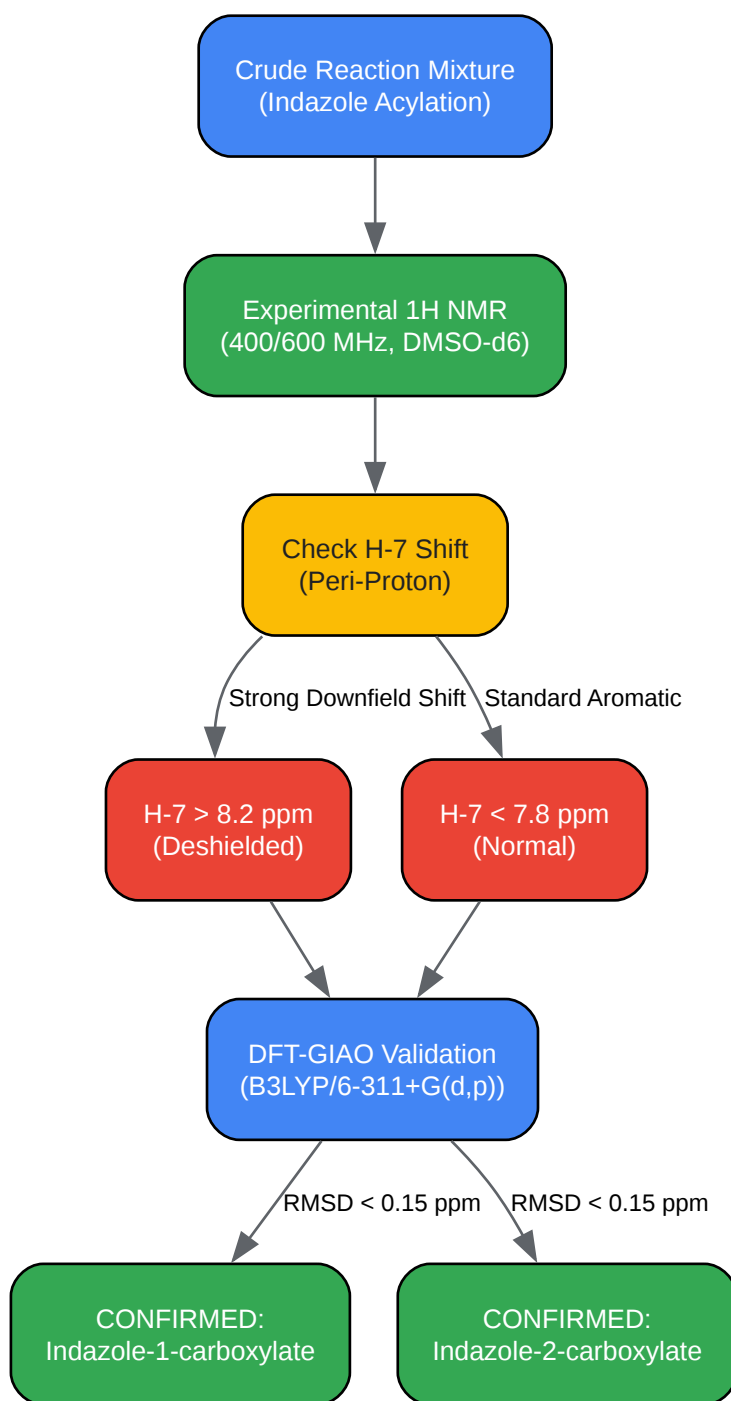 Crude Reaction Mixture
(Indazole Acylation)
Experimental 1H NMR
(400/600 MHz, DMSO-d6)
Check H-7 Shift
(Peri-Proton)
Strong Downfield Shift
Standard Aromatic
H-7 > 8.2 ppm
(Deshielded)
H-7 < 7.8 ppm
(Normal)
DFT-GIAO Validation
(B3LYP/6-311+G(d,p))
RMSD < 0.15 ppm
RMSD < 0.15 ppm
CONFIRMED:
Indazole-1-carboxylate
CONFIRMED:
Indazole-2-carboxylate